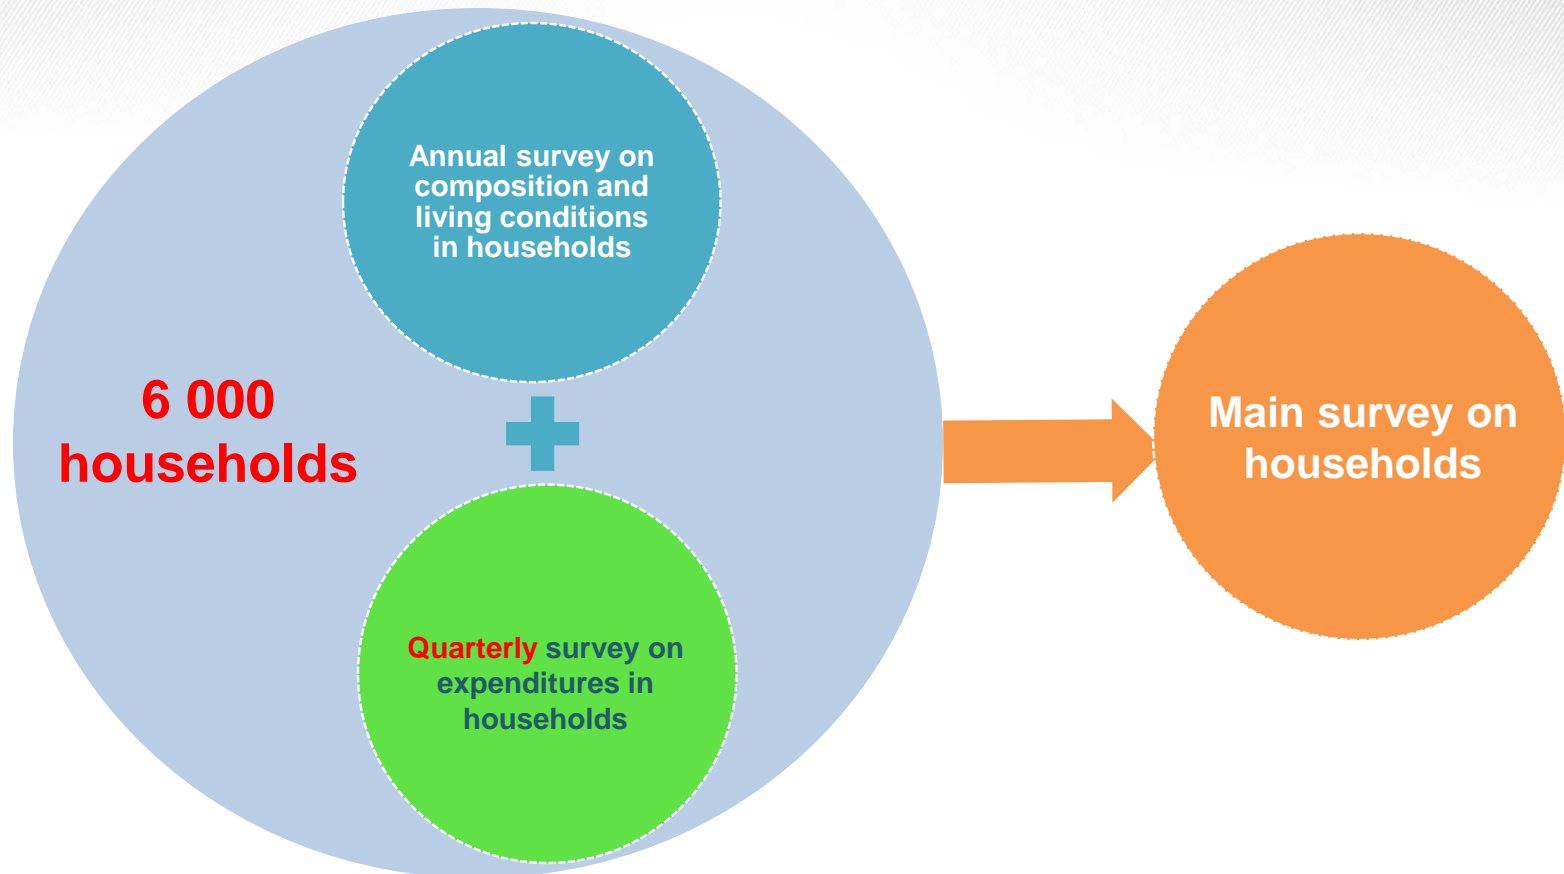 Annual survey on
composition and
living conditions
in households
6 000
households
Quarterly survey on
expenditures in
households
Main survey on
households